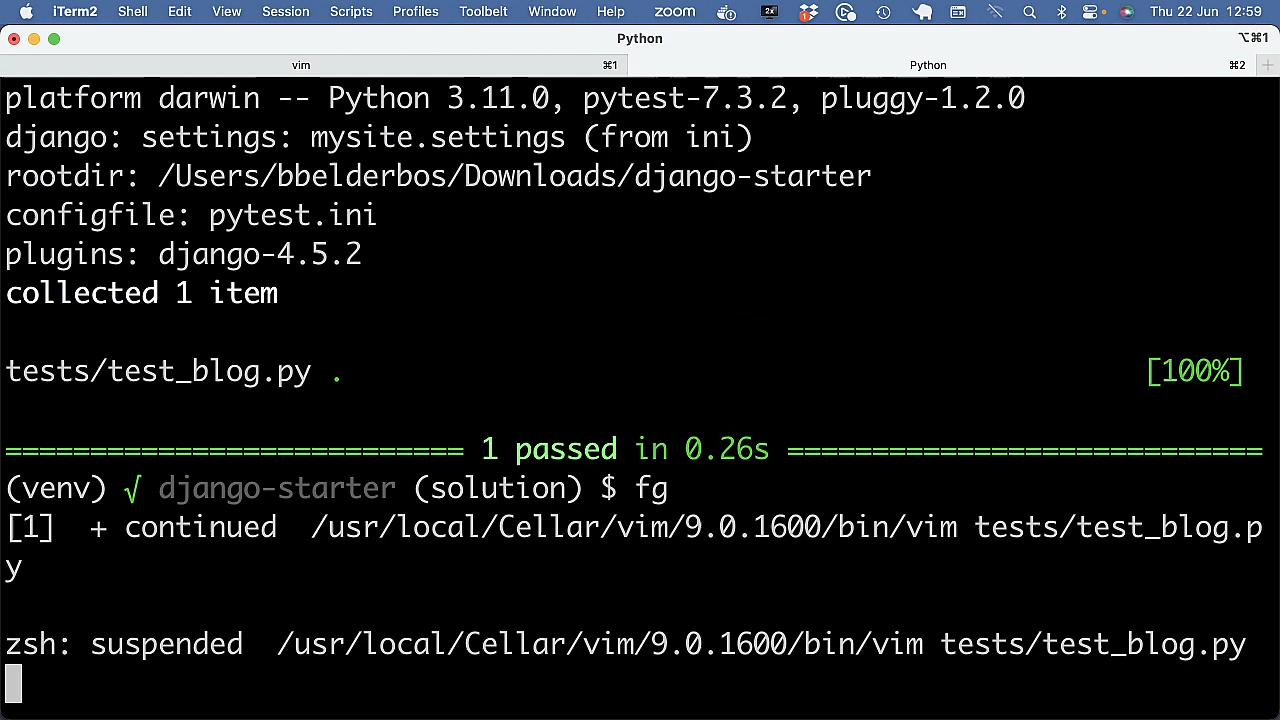 iTerm2 Shell Edit View Session Scripts Profiles Toolbelt Window Help zoom 2x 1 Thu 22 Jun 12:59
Python ⌥⌘1
vim ⌘1 Python ⌘2 +
platform darwin -- Python 3.11.0, pytest-7.3.2, pluggy-1.2.0
django: settings: mysite.settings (from ini)
rootdir: /Users/bbelderbos/Downloads/django-starter
configfile: pytest.ini
plugins: django-4.5.2
collected 1 item
tests/test_blog.py . [100%]
=========================== 1 passed in 0.26s ============================
(venv) √ django-starter (solution) $ fg
[1]  + continued  /usr/local/Cellar/vim/9.0.1600/bin/vim tests/test_blog.p
y
zsh: suspended  /usr/local/Cellar/vim/9.0.1600/bin/vim tests/test_blog.py